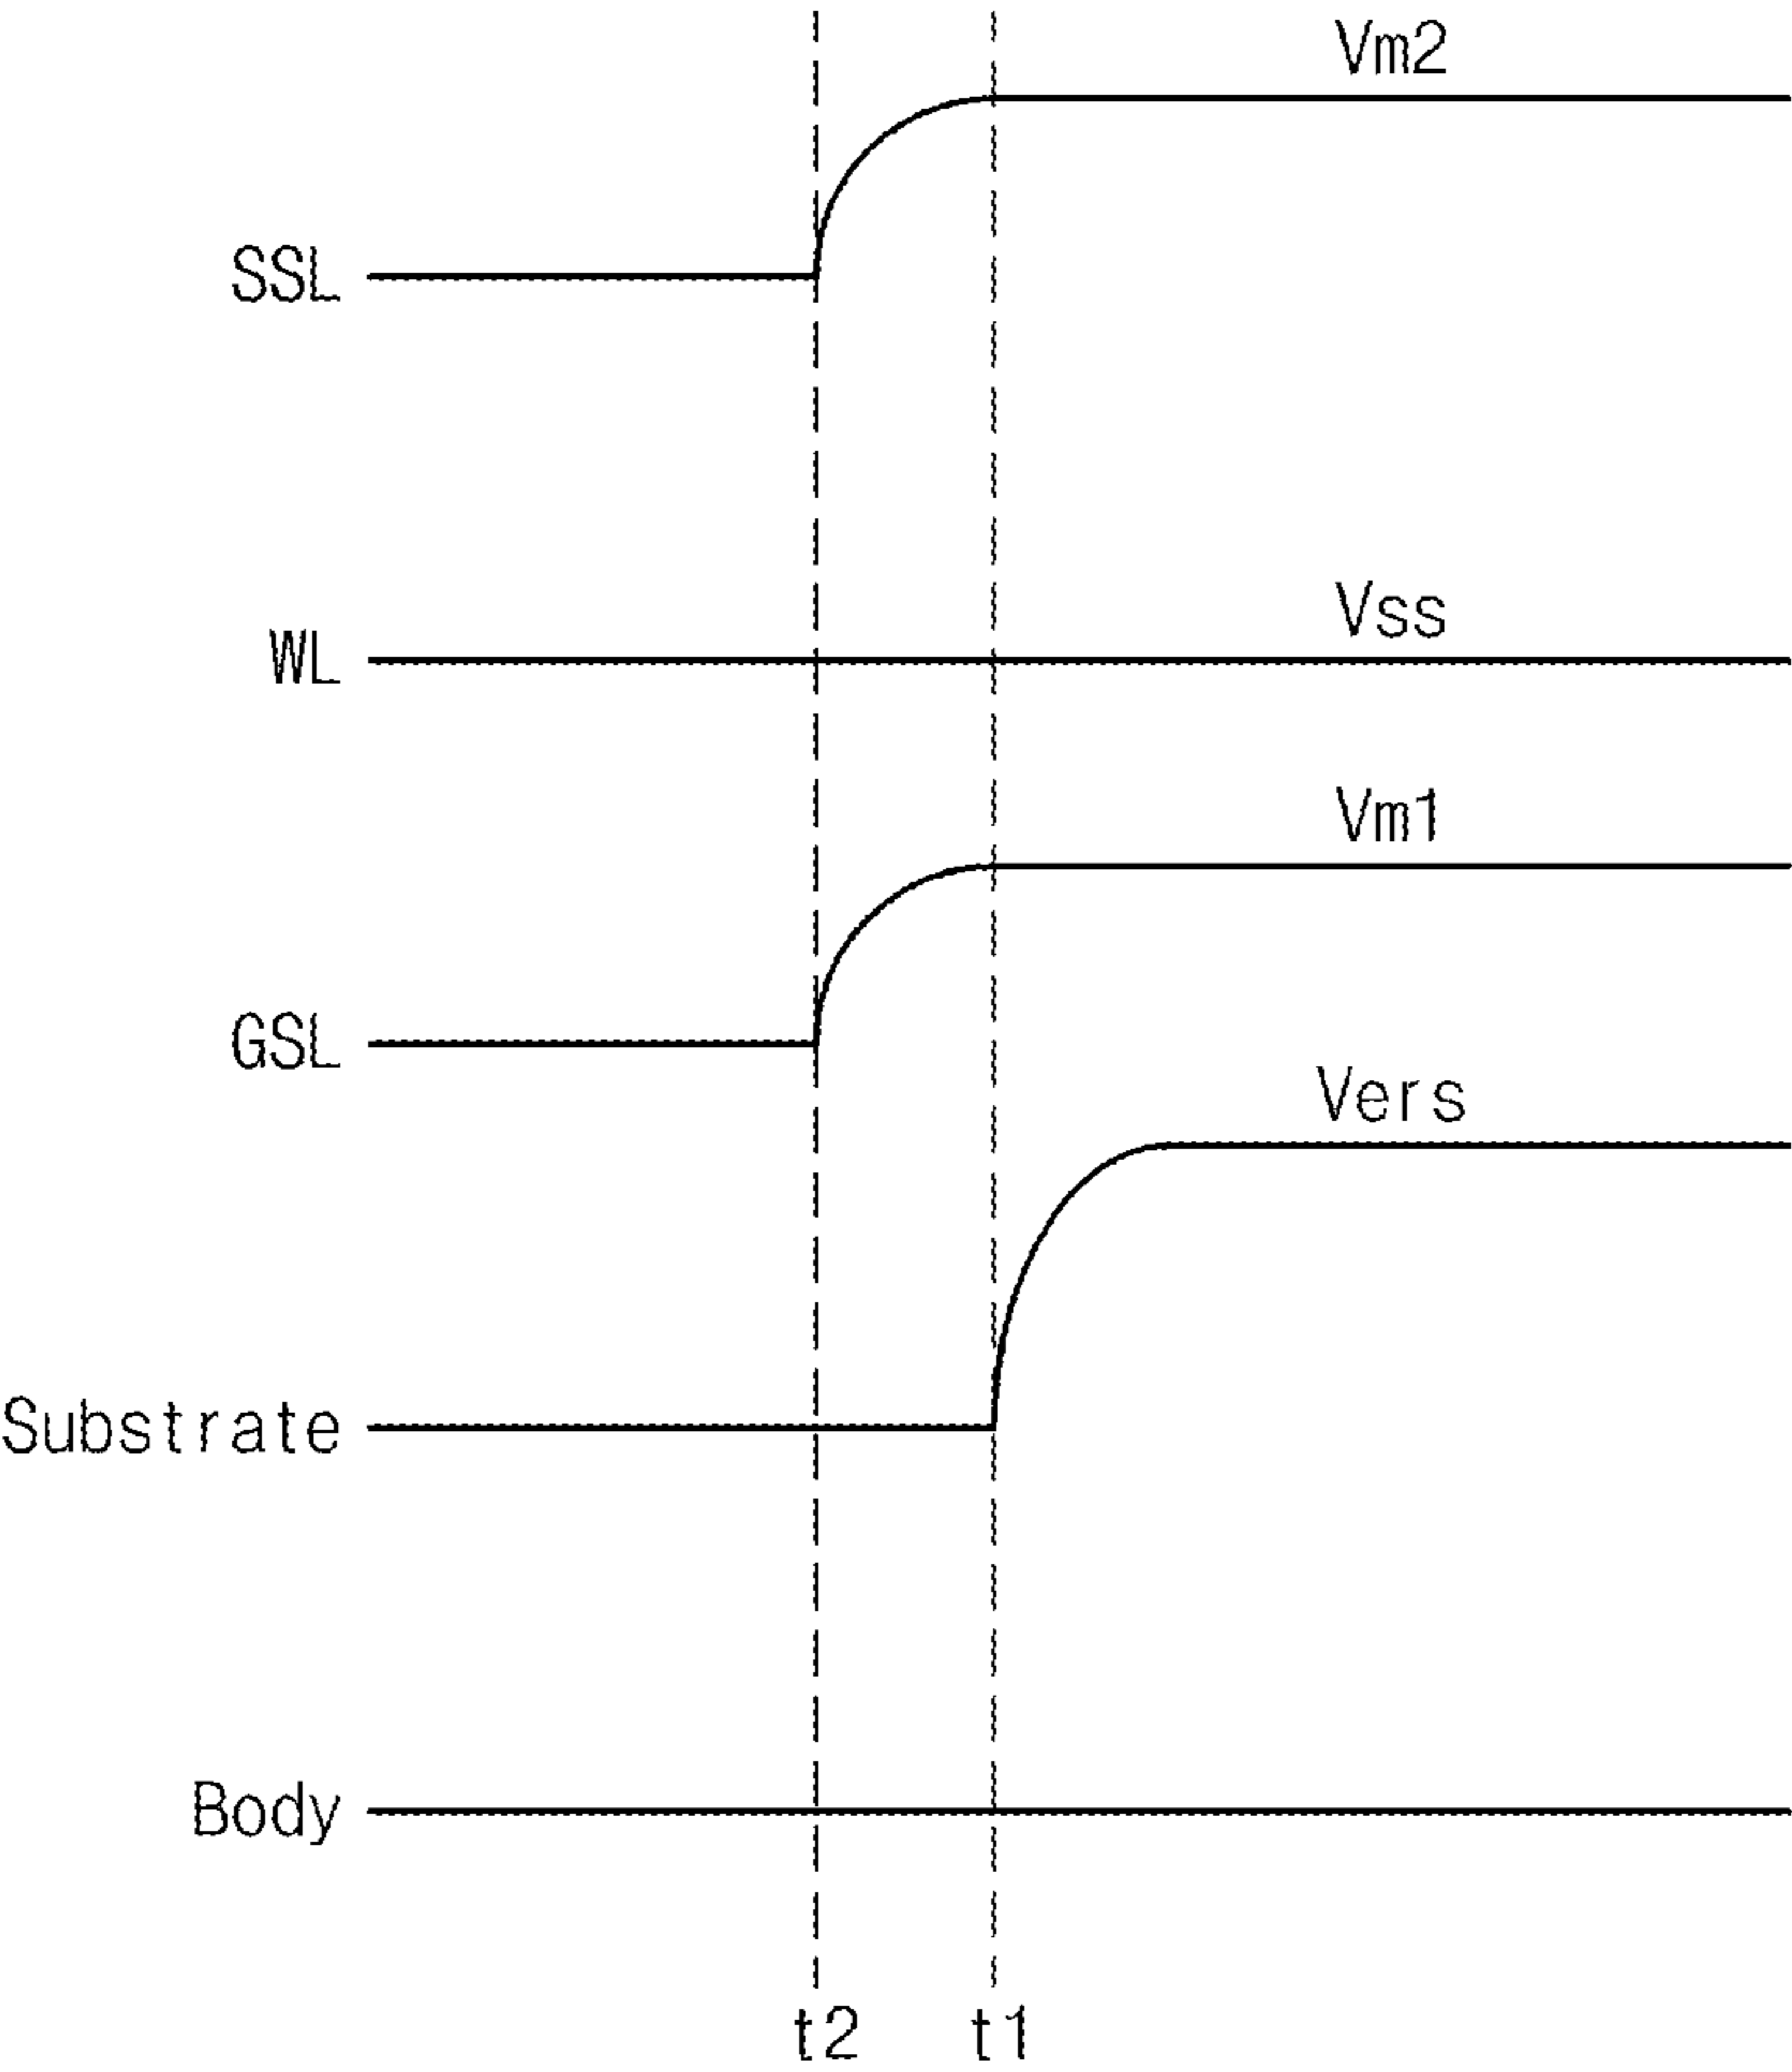 Vm2
SSL
Vss
WL
Vm1
GSL
Vers
Substrate
Body
t2 t1